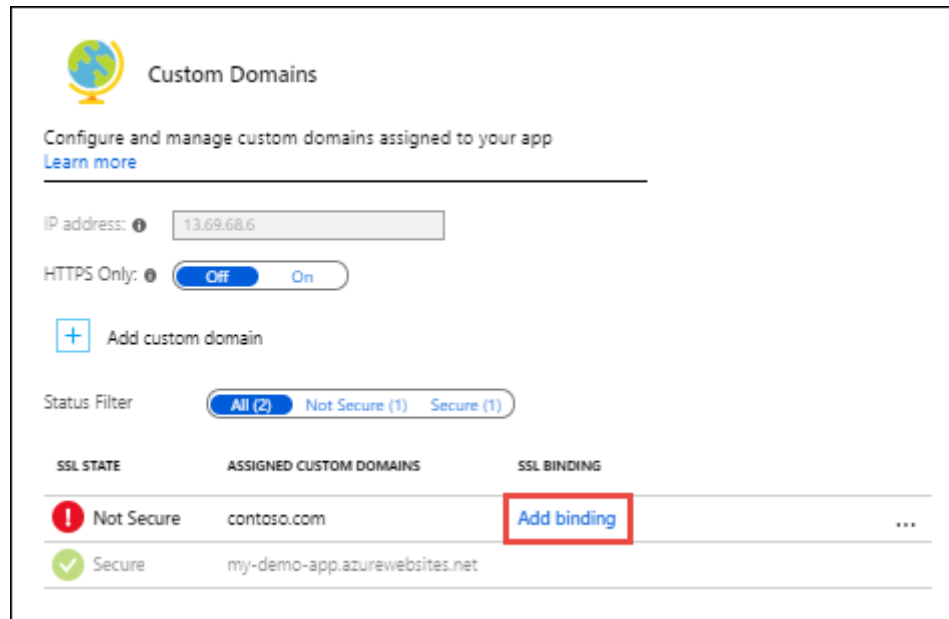 Custom Domains
Configure and manage custom domains assigned to your app
Learn more
IP address: 13.69.68.6
HTTPS Only: Off On
Add custom domain
Status Filter All (2) Not Secure (1) Secure (1)
SSL STATE ASSIGNED CUSTOM DOMAINS SSL BINDING
Not Secure contoso.com Add binding ...
Secure my-demo-app.azurewebsites.net